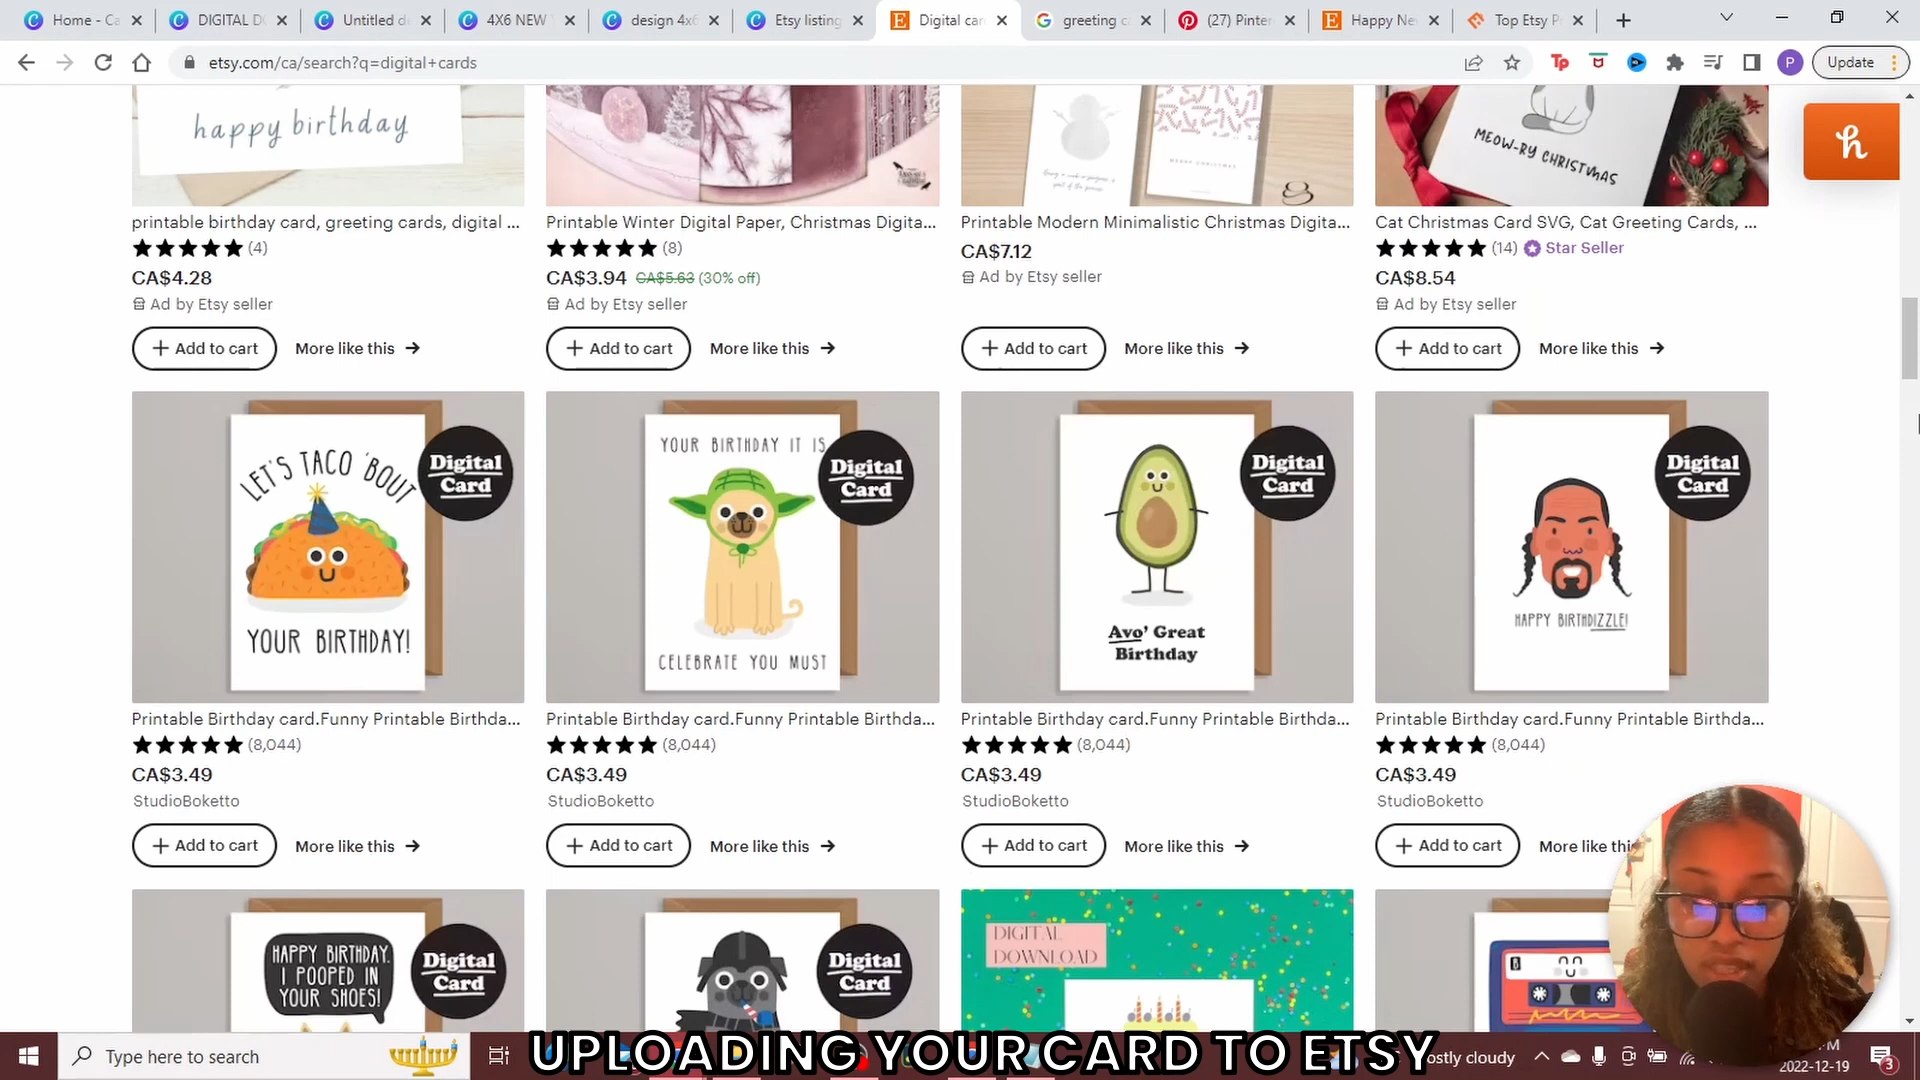 Home - Ca
DIGITAL D
Untitled d
4X6 NEW
design 4x6
Etsy listing
Digital car
greeting c
(27) Pinter
Happy Ne
Top Etsy P
etsy.com/ca/search?q=digital+cards
Update
happy birthday
MERRY CHRISTMAS
MEOW-RY CHRISTMAS
printable birthday card, greeting cards, digital ...
Printable Winter Digital Paper, Christmas Digita...
Printable Modern Minimalistic Christmas Digita...
Cat Christmas Card SVG, Cat Greeting Cards, ...
(4)
(8)
CA$7.12
(14) Star Seller
CA$4.28
CA$3.94 CA$5.63 (30% off)
Ad by Etsy seller
CA$8.54
Ad by Etsy seller
Ad by Etsy seller
Ad by Etsy seller
+ Add to cart More like this →
+ Add to cart More like this →
+ Add to cart More like this →
+ Add to cart More like this →
LET'S TACO 'BOUT
YOUR BIRTHDAY!
Digital
Card
YOUR BIRTHDAY IT IS
CELEBRATE YOU MUST
Digital
Card
Avo' Great
Birthday
Digital
Card
HAPPY BIRTHDIZZLE!
Digital
Card
Printable Birthday card.Funny Printable Birthda...
Printable Birthday card.Funny Printable Birthda...
Printable Birthday card.Funny Printable Birthda...
Printable Birthday card.Funny Printable Birthda...
(8,044)
(8,044)
(8,044)
(8,044)
CA$3.49
CA$3.49
CA$3.49
CA$3.49
StudioBoketto
StudioBoketto
StudioBoketto
StudioBoketto
+ Add to cart More like this →
+ Add to cart More like this →
+ Add to cart More like this →
+ Add to cart More like
HAPPY BIRTHDAY.
I POOPED IN
YOUR SHOES!
Digital
Card
Digital
Card
DIGITAL
DOWNLOAD
B
UPLOADING YOUR CARD TO ETSY
Type here to search
ostly cloudy
2022-12-19
3